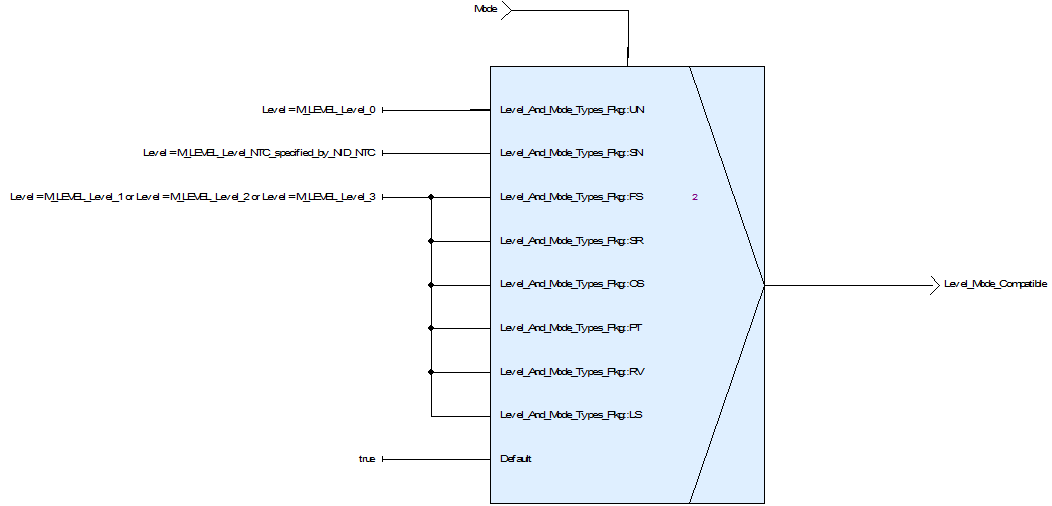 Mode
Level = M_LEVEL_Level_0
Level_And_Mode_Types_Pkg::UN
Level = M_LEVEL_Level_NTC_specified_by_NID_NTC
Level_And_Mode_Types_Pkg::SN
Level = M_LEVEL_Level_1 or Level = M_LEVEL_Level_2 or Level = M_LEVEL_Level_3
Level_And_Mode_Types_Pkg::FS
2
Level_And_Mode_Types_Pkg::SR
Level_And_Mode_Types_Pkg::OS
Level_Mode_Compatible
Level_And_Mode_Types_Pkg::PT
Level_And_Mode_Types_Pkg::RV
Level_And_Mode_Types_Pkg::LS
true
Default